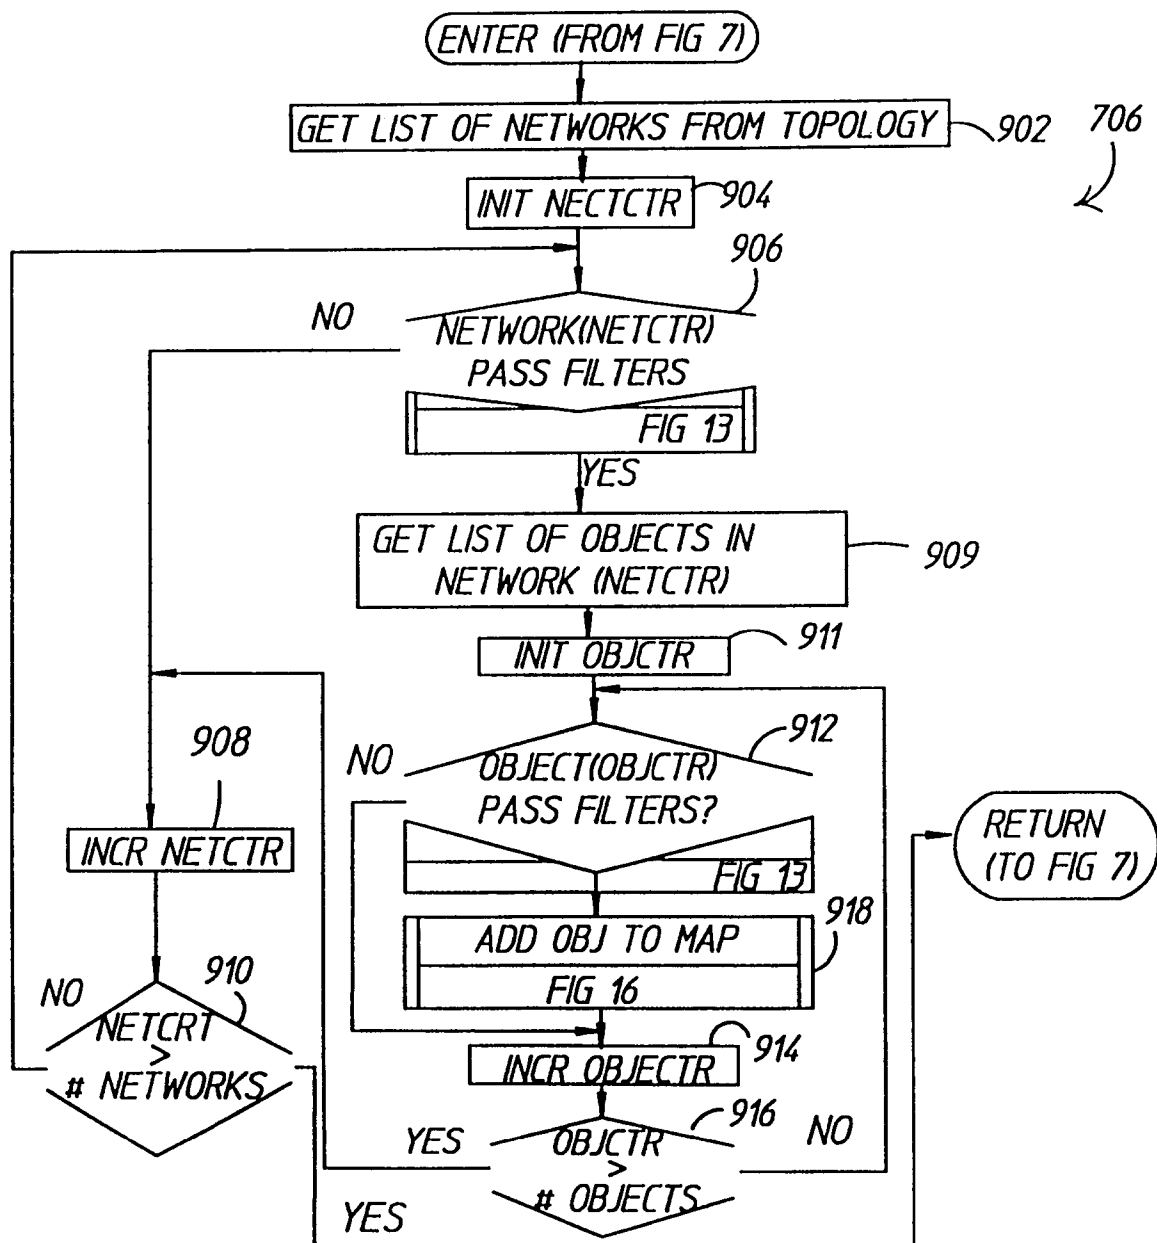 ENTER (FROM FIG 7)
GET LIST OF NETWORKS FROM TOPOLOGY
902
706
INIT NECTCTR
904
906
NO
NETWORK(NETCTR)
PASS FILTERS
FIG 13
YES
GET LIST OF OBJECTS IN
NETWORK (NETCTR)
909
INIT OBJCTR
911
908
NO
OBJECT(OBJCTR)
PASS FILTERS?
912
FIG 13
INCR NETCTR
RETURN
(TO FIG 7)
ADD OBJ TO MAP
FIG 16
918
NO
910
NETCRT
>
# NETWORKS
INCR OBJECTR
914
YES
916
NO
OBJCTR
>
# OBJECTS
YES